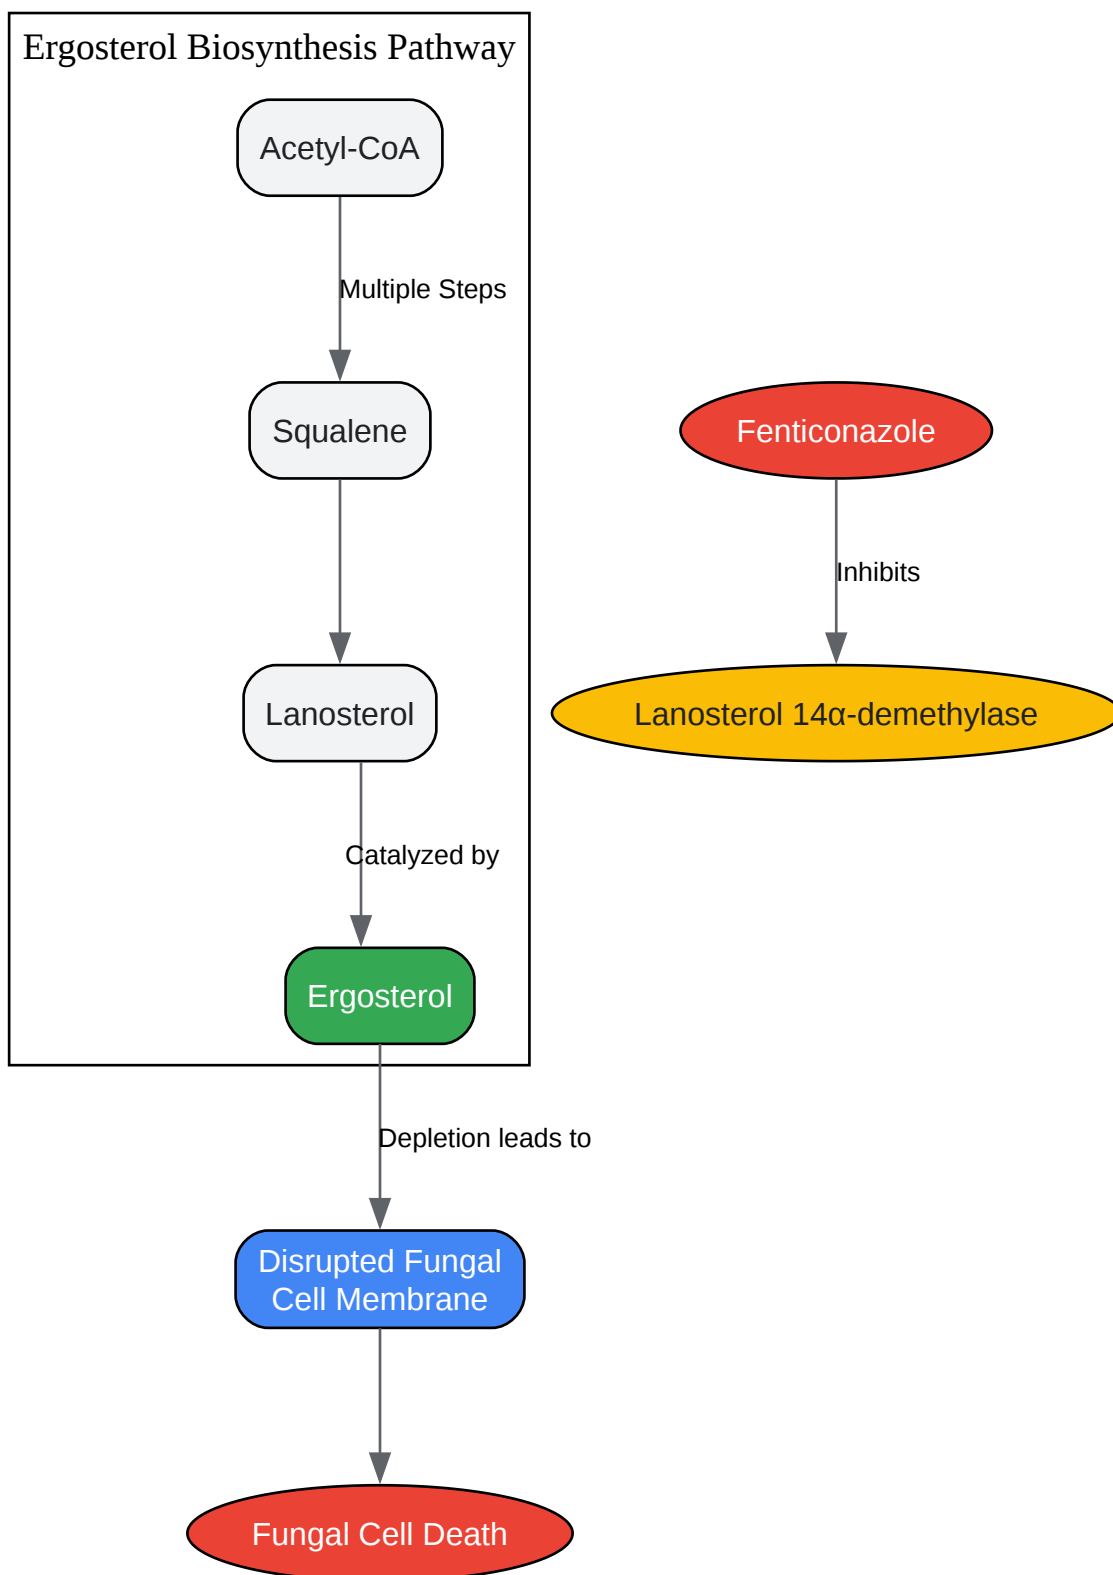 Ergosterol Biosynthesis Pathway
Acetyl-CoA
Multiple Steps
Squalene
Fenticonazole
Inhibits
Lanosterol
Lanosterol 14α-demethylase
Catalyzed by
Ergosterol
Depletion leads to
Disrupted Fungal
Cell Membrane
Fungal Cell Death